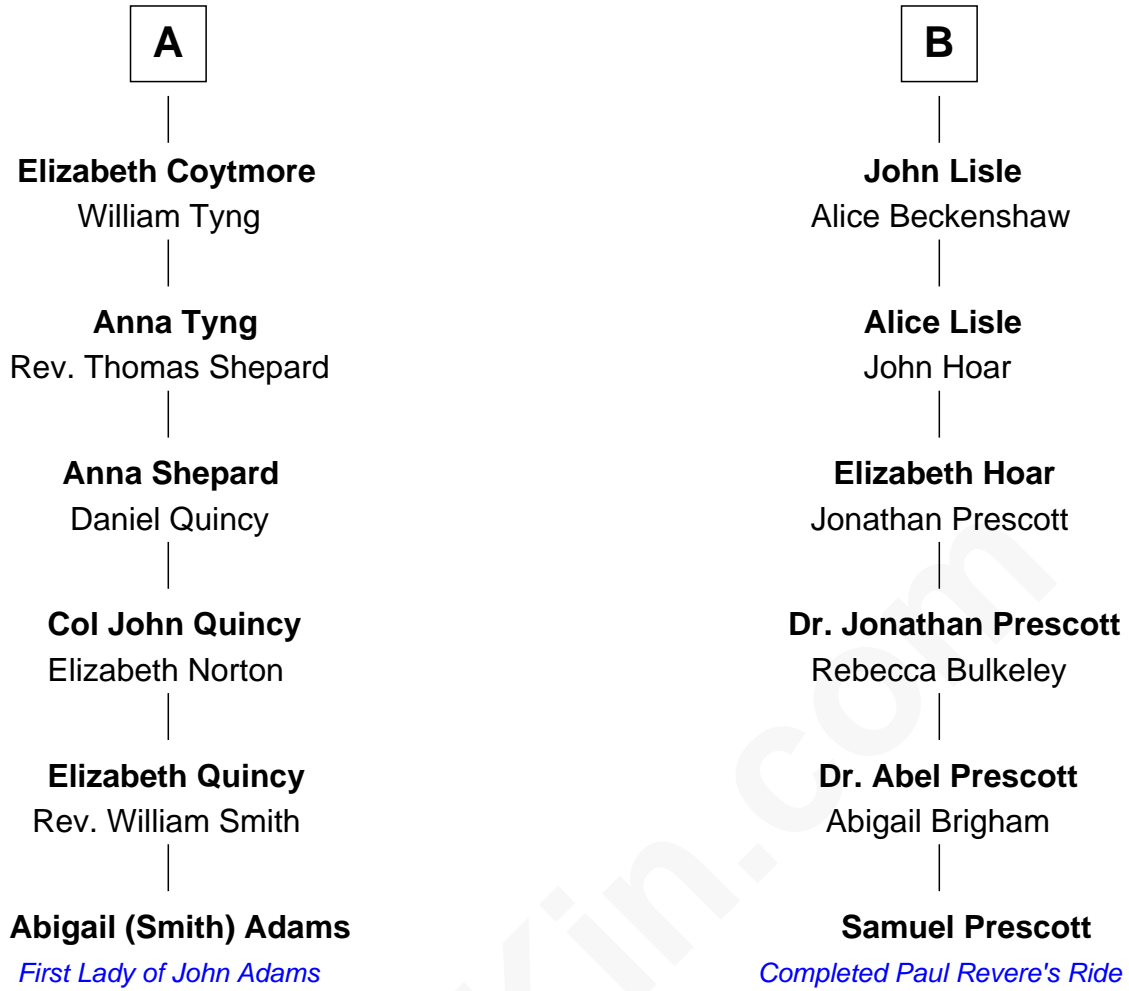 A
Elizabeth Coytmore
William Tyng
Anna Tyng
Rev. Thomas Shepard
Anna Shepard
Daniel Quincy
Col John Quincy
Elizabeth Norton
Elizabeth Quincy
Rev. William Smith
Abigail (Smith) Adams
First Lady of John Adams
B
John Lisle
Alice Beckenshaw
Alice Lisle
John Hoar
Elizabeth Hoar
Jonathan Prescott
Dr. Jonathan Prescott
Rebecca Bulkeley
Dr. Abel Prescott
Abigail Brigham
Samuel Prescott
Completed Paul Revere's Ride